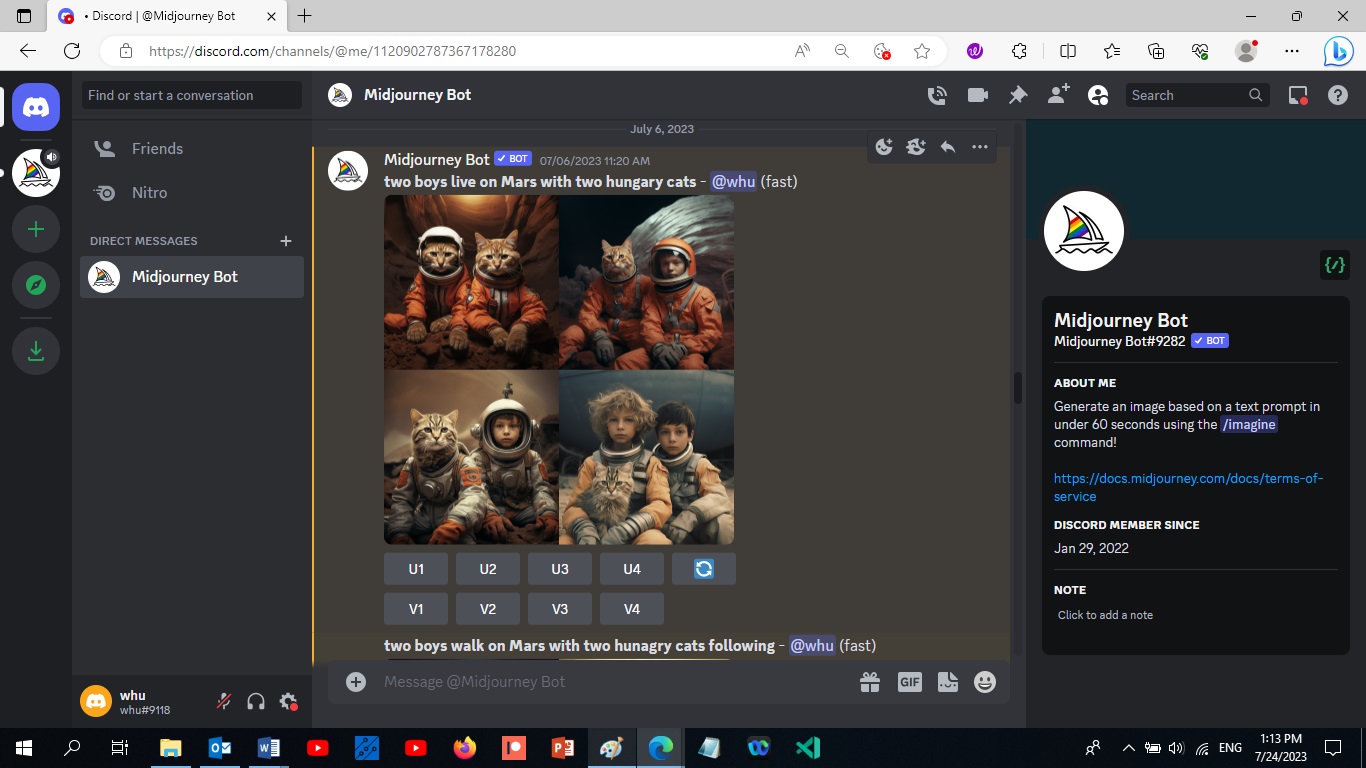 • Discord | @Midjourney Bot
https://discord.com/channels/@me/1120902787367178280
Find or start a conversation
Friends
Nitro
DIRECT MESSAGES
Midjourney Bot
whu
whu#9118
Midjourney Bot
Search
July 6, 2023
Midjourney Bot BOT 07/06/2023 11:20 AM
two boys live on Mars with two hungary cats - @whu (fast)
U1 U2 U3 U4
V1 V2 V3 V4
two boys walk on Mars with two hunagry cats following - @whu (fast)
Message @Midjourney Bot
GIF
Midjourney Bot
Midjourney Bot#9282 BOT
ABOUT ME
Generate an image based on a text prompt in
under 60 seconds using the /imagine
command!
https://docs.midjourney.com/docs/terms-of-
service
DISCORD MEMBER SINCE
Jan 29, 2022
NOTE
Click to add a note
ENG
1:13 PM
7/24/2023